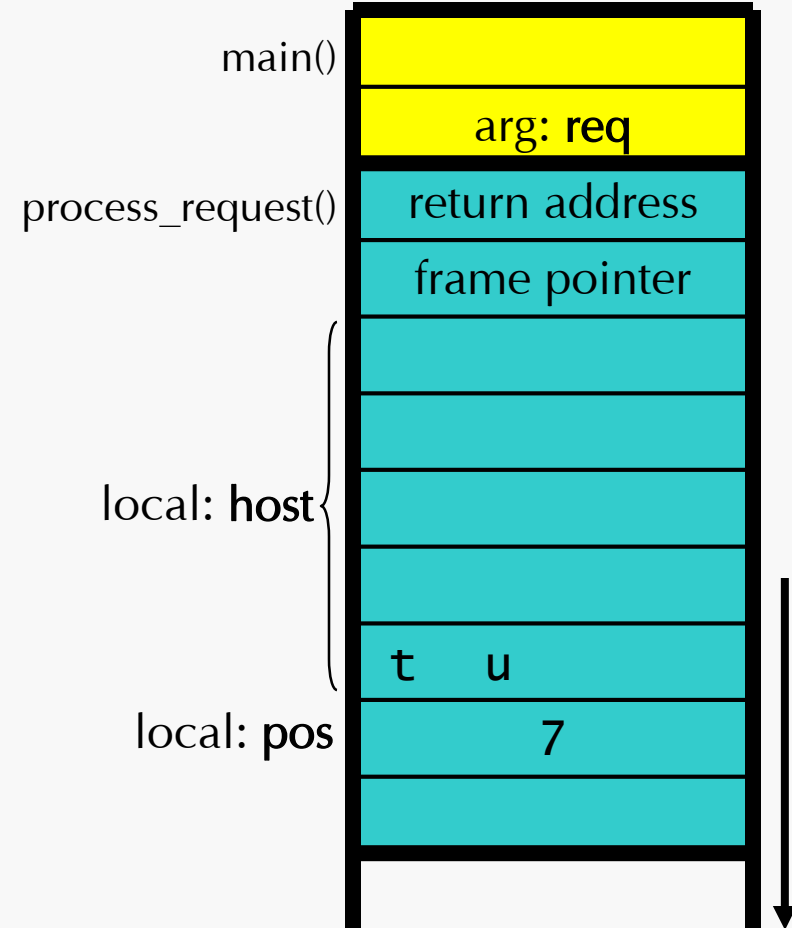 main()
arg: req
process_request() return address
frame pointer
local: host
t u
local: pos 7